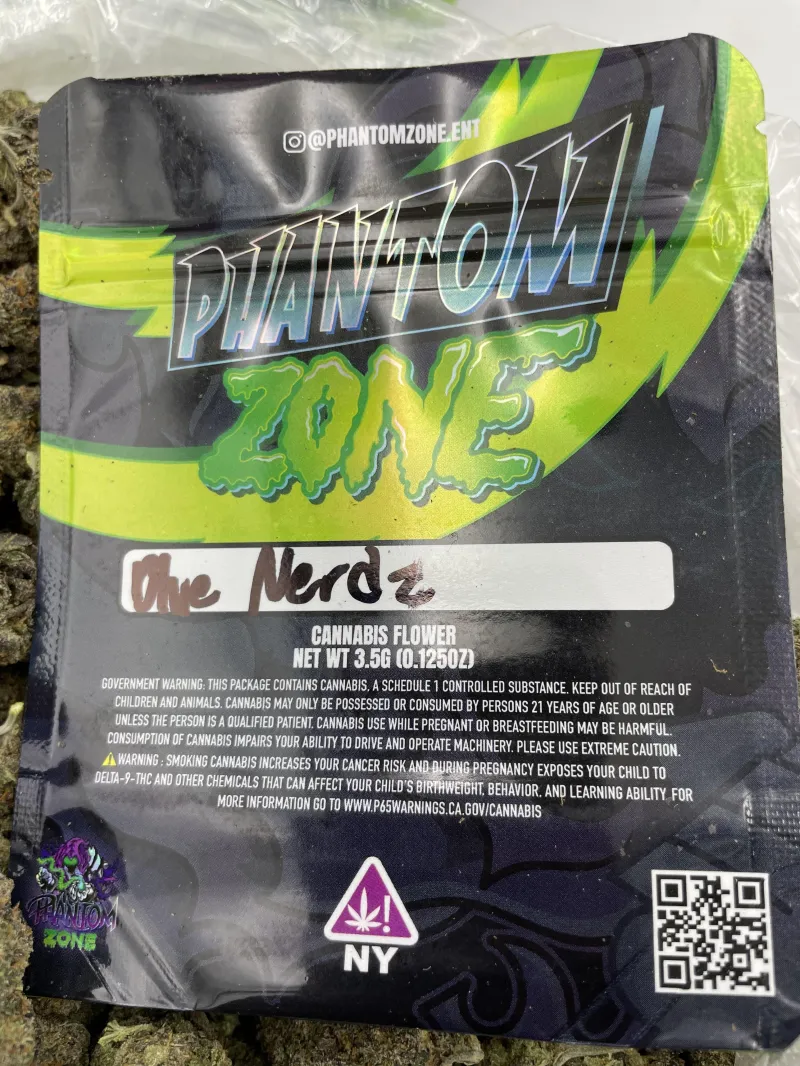 @PHANTOMZONE.ENT
PHANTOM
ZONE
Nerdz
CANNABIS FLOWER
NET WT 3.5G (0.125OZ)
GOVERNMENT WARNING: THIS PACKAGE CONTAINS CANNABIS, A SCHEDULE 1 CONTROLLED SUBSTANCE. KEEP OUT OF REACH OF
CHILDREN AND ANIMALS. CANNABIS MAY ONLY BE POSSESSED OR CONSUMED BY PERSONS 21 YEARS OF AGE OR OLDER
UNLESS THE PERSON IS A QUALIFIED PATIENT. CANNABIS USE WHILE PREGNANT OR BREASTFEEDING MAY BE HARMFUL.
CONSUMPTION OF CANNABIS IMPAIRS YOUR ABILITY TO DRIVE AND OPERATE MACHINERY. PLEASE USE EXTREME CAUTION.
WARNING : SMOKING CANNABIS INCREASES YOUR CANCER RISK AND DURING PREGNANCY EXPOSES YOUR CHILD TO
DELTA-9-THC AND OTHER CHEMICALS THAT CAN AFFECT YOUR CHILD'S BIRTHWEIGHT, BEHAVIOR, AND LEARNING ABILITY. FOR
MORE INFORMATION GO TO WWW.P65WARNINGS.CA.GOV/CANNABIS
PHANTOM
ZONE
!
NY